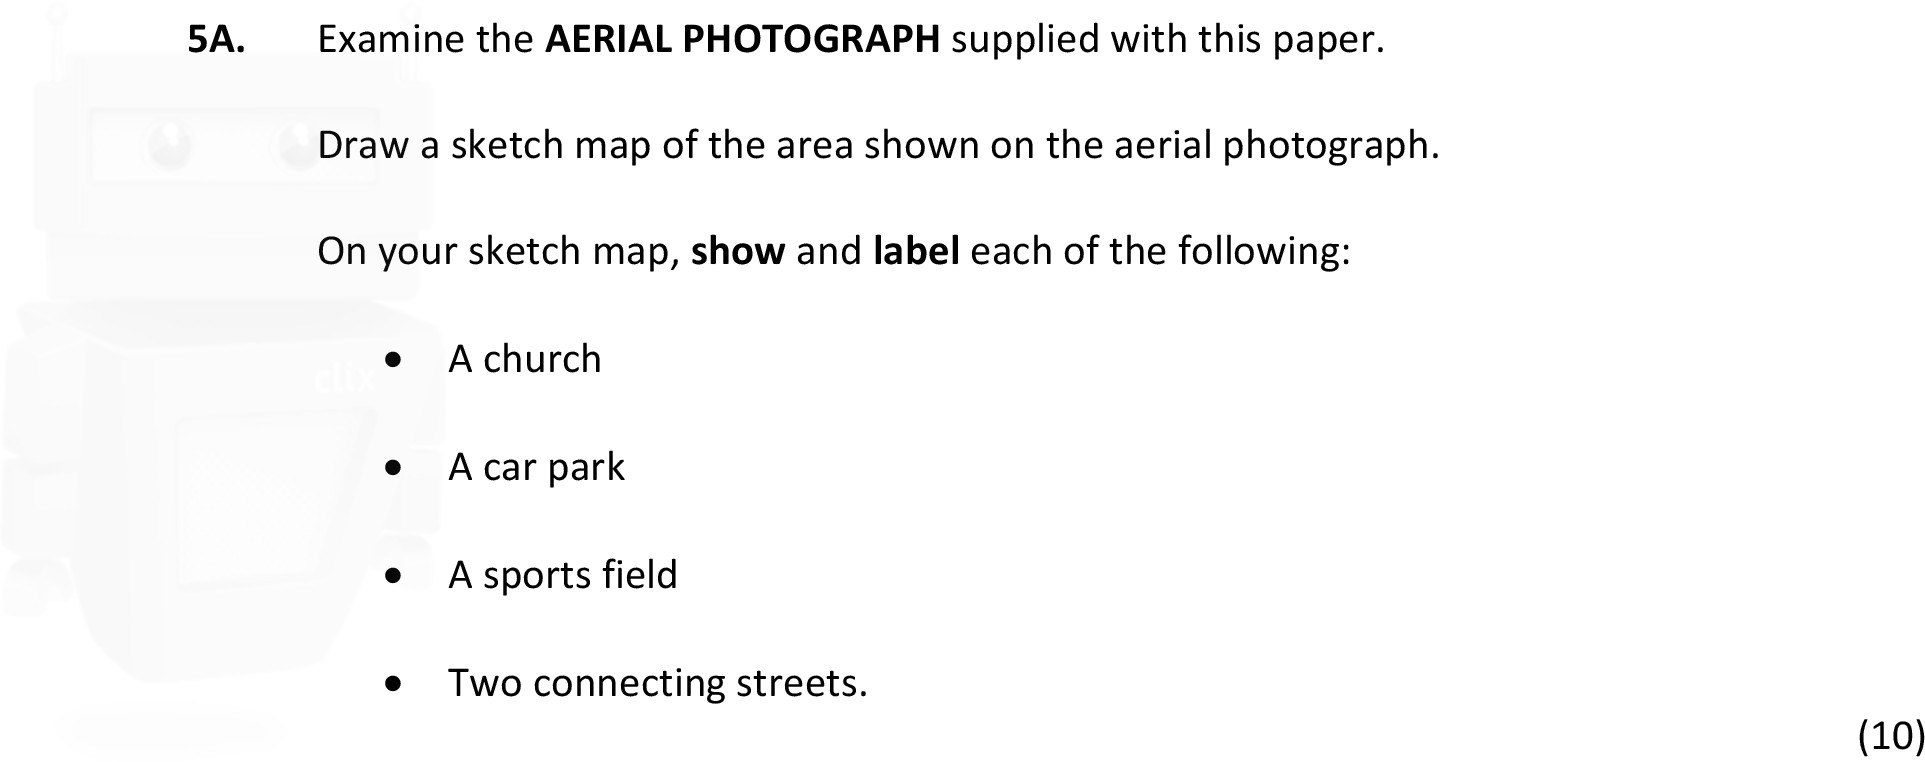 5A. Examine the AERIAL PHOTOGRAPH supplied with this paper.
Draw a sketch map of the area shown on the aerial photograph.
On your sketch map, show and label each of the following:
• A church
clix
• A car park
• A sports field
• Two connecting streets.
(10)